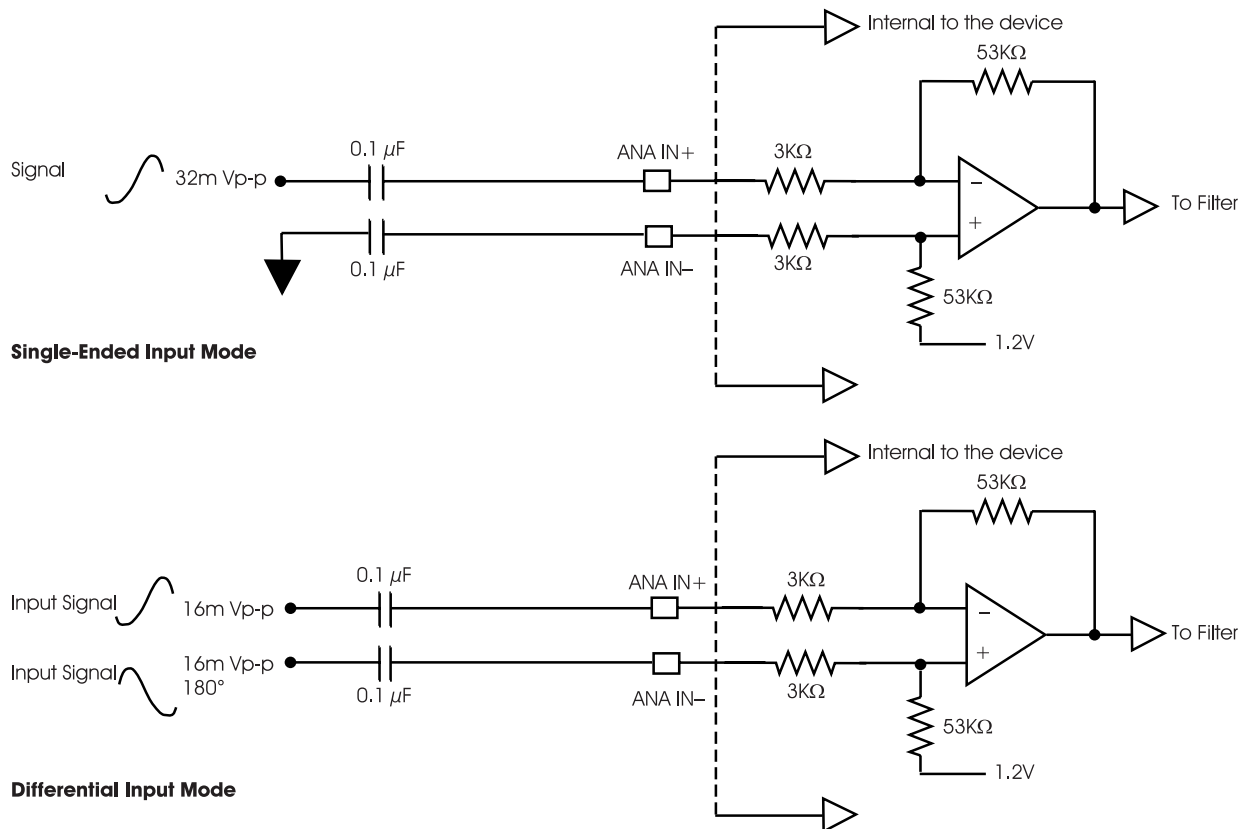 Internal to the device
53KΩ
Signal
32m Vp-p
0.1 µF
ANA IN+
3KΩ
−
+
To Filter
0.1 µF
ANA IN−
3KΩ
53KΩ
1.2V
Single-Ended Input Mode
Internal to the device
53KΩ
Input Signal
16m Vp-p
0.1 µF
ANA IN+
3KΩ
−
+
To Filter
Input Signal
16m Vp-p
180°
0.1 µF
ANA IN−
3KΩ
53KΩ
1.2V
Differential Input Mode